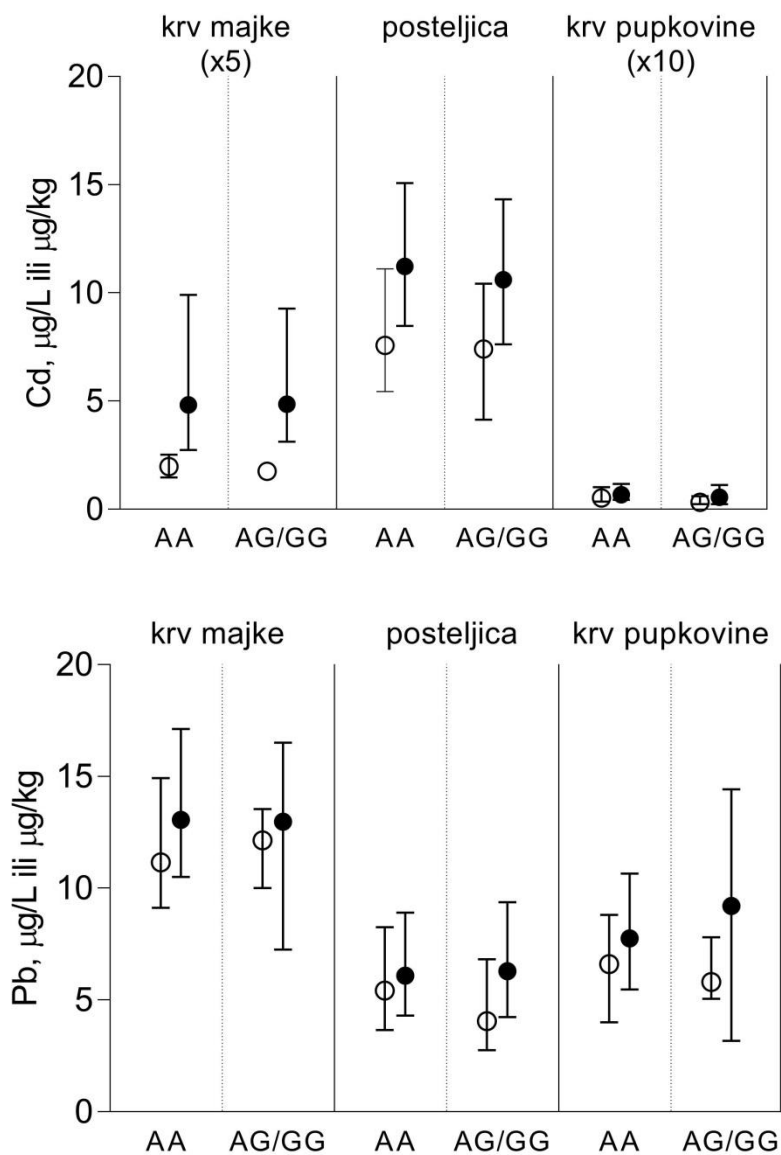 krv majke posteljica krv pupkovine
(x5) (x10)
20
15
10
5
0
Cd, µg/L ili µg/kg
AA AG/GG AA AG/GG AA AG/GG
krv majke posteljica krv pupkovine
20
15
10
5
0
Pb, µg/L ili µg/kg
AA AG/GG AA AG/GG AA AG/GG